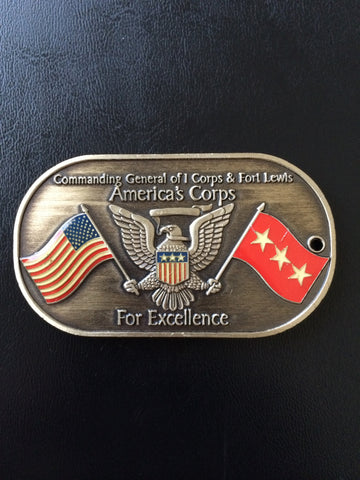 Commanding General of I Corps & Fort Lewis
America's Corps
For Excellence